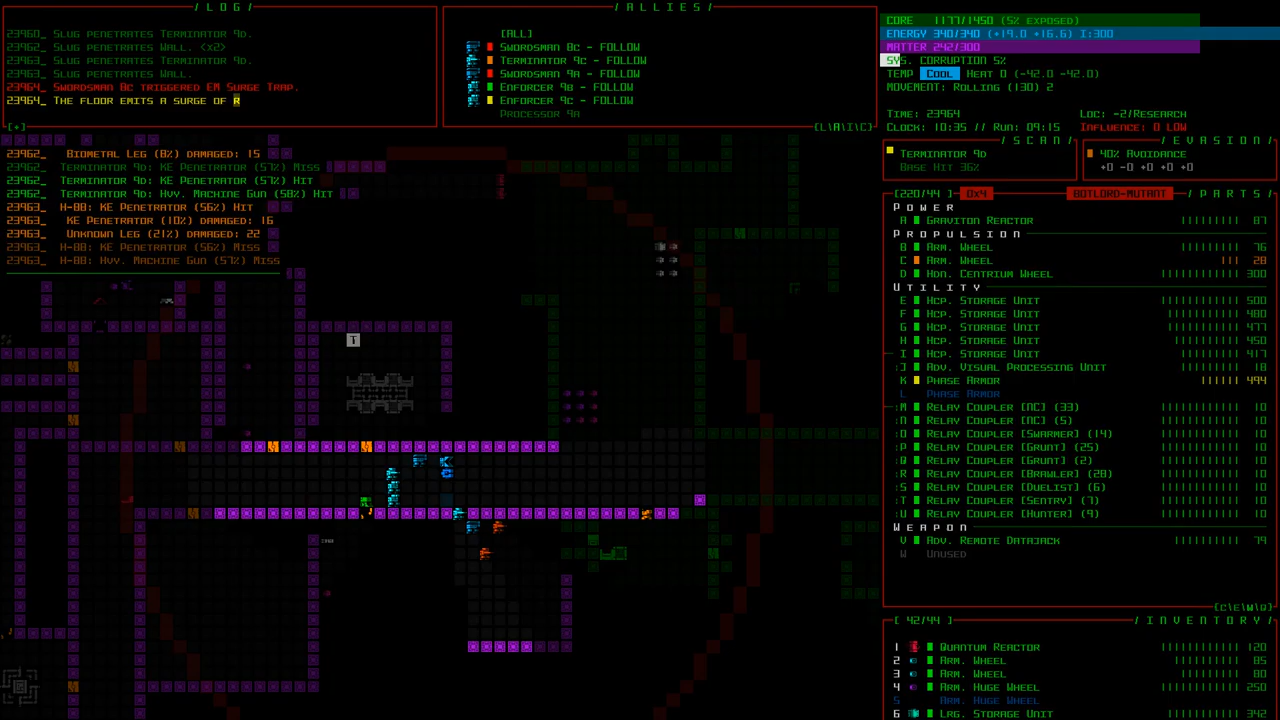 / LOG /
23960_ Slug penetrates Terminator 9d.
23962_ Slug penetrates Wall. <x2>
23962_ Slug penetrates Terminator 9d.
23964_ Slug penetrates Wall.
23964_ Swordsman 8c triggered EM Surge Trap.
23964_ The floor emits a surge of R
[+]
/ ALLIES /
[ALL]
Swordsman 8c - FOLLOW
Terminator 9c - FOLLOW
Swordsman 9a - FOLLOW
Enforcer 9b - FOLLOW
Enforcer 9c - FOLLOW
Processor 9a
[L\A\I\C]
CORE 1177/1450 (5% exposed)
ENERGY 340/340 (+19.0 +16.6) I:300
MATTER 242/300
SYS. CORRUPTION 5%
TEMP Cool HEAT 0 (-42.0 -42.0)
MOVEMENT: Rolling (130) 2
Time: 23964
Loc: -2/Research
Clock: 10:35 // Run: 09:15
Influence: 0 LOW
/ SCAN /
Terminator 9d
Base Hit 36%
/ EVASION /
40% Avoidance
+0 -0 +0 +0 +0
23962_ Biometal Leg (8%) damaged: 15
23962_ Terminator 9d: KE Penetrator (57%) Miss
23962_ Terminator 9d: KE Penetrator (57%) Hit
23962_ Terminator 9d: Hvy. Machine Gun (58%) Hit
23963_ H-88: KE Penetrator (56%) Hit
23963_ KE Penetrator (10%) damaged: 16
23963_ Unknown Leg (21%) damaged: 22
23963_ H-88: KE Penetrator (56%) Miss
23963_ H-88: Hvy. Machine Gun (57%) Miss
T
[220/44 ] 0x4 BOTLORD-MUTANT / PARTS /
POWER
A Graviton Reactor 87
PROPULSION
B Arm. Wheel 76
C Arm. Wheel 28
D Hdn. Centrium Wheel 300
UTILITY
E Hcp. Storage Unit 500
F Hcp. Storage Unit 480
G Hcp. Storage Unit 477
H Hcp. Storage Unit 450
I Hcp. Storage Unit 417
:J Adv. Visual Processing Unit 18
K Phase Armor 494
L Phase Armor
:M Relay Coupler [NC] (33) 10
:N Relay Coupler [NC] (5) 10
:O Relay Coupler [Swarmer] (14) 10
:P Relay Coupler [Grunt] (25) 10
:Q Relay Coupler [Grunt] (2) 10
:R Relay Coupler [Brawler] (28) 10
:S Relay Coupler [Duelist] (6) 10
:T Relay Coupler [Sentry] (7) 10
:U Relay Coupler [Hunter] (9) 10
WEAPON
V Adv. Remote Datajack 79
W Unused
[C\E\W\Q]
[ 42/44 ] / INVENTORY /
1 Quantum Reactor 120
2 Arm. Wheel 85
3 Arm. Wheel 80
4 Arm. Huge Wheel 250
5 Arm. Huge Wheel
6 Lrg. Storage Unit 342